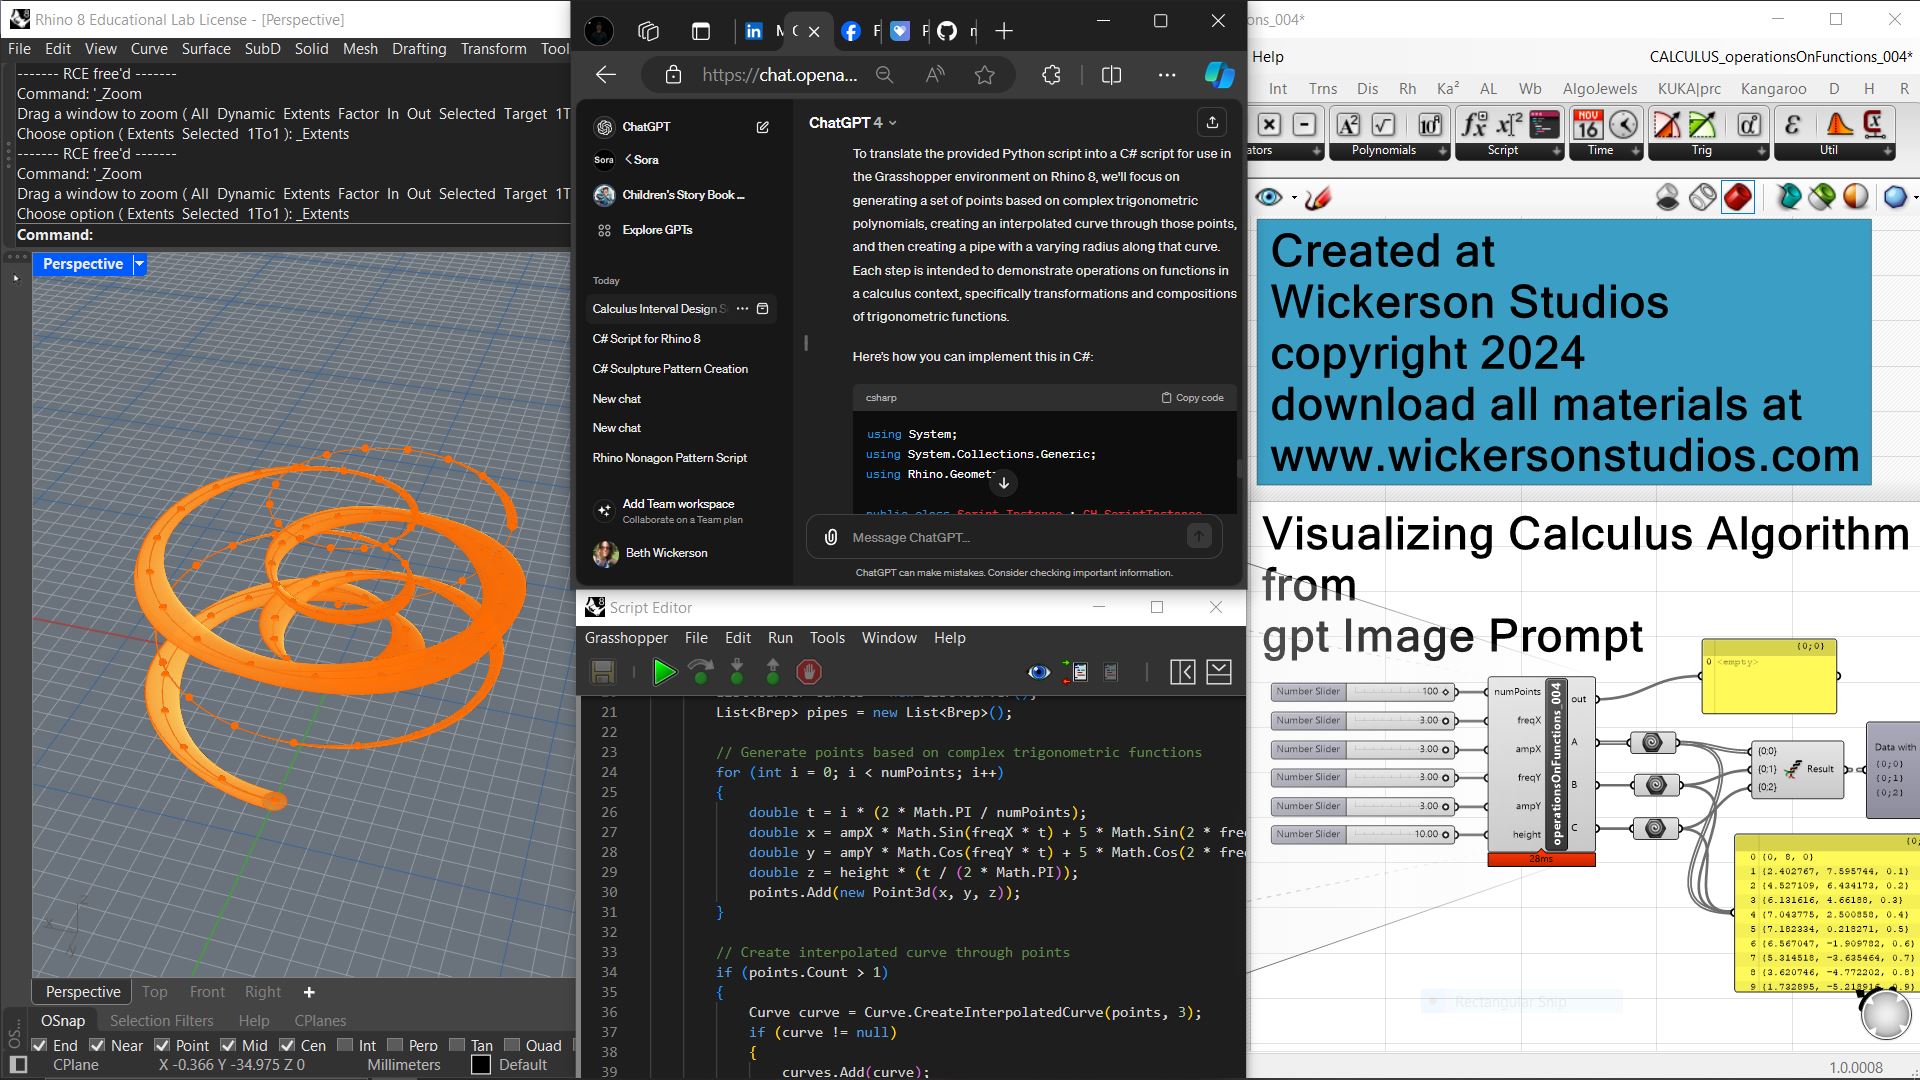 Rhino 8 Educational Lab License - [Perspective]
File Edit View Curve Surface SubD Solid Mesh Drafting Transform Tool
------- RCE free'd -------
Command: '_Zoom
Drag a window to zoom ( All Dynamic Extents Factor In Out Selected Target 1T
Choose option ( Extents Selected 1To1 ): _Extents
------- RCE free'd -------
Command: '_Zoom
Drag a window to zoom ( All Dynamic Extents Factor In Out Selected Target 1T
Choose option ( Extents Selected 1To1 ): _Extents
Command:
Perspective
Perspective Top Front Right +
OSnap Selection Filters Help CPlanes
End Near Point Mid Cen Int Perp Tan Quad
CPlane X -0.366 Y -34.975 Z 0 Millimeters Default
https://chat.opena...
ChatGPT
Sora Sora
Children's Story Book ...
Explore GPTs
Today
Calculus Interval Design S
C# Script for Rhino 8
C# Sculpture Pattern Creation
New chat
New chat
Rhino Nonagon Pattern Script
Add Team workspace
Collaborate on a Team plan
Beth Wickerson
ChatGPT 4
To translate the provided Python script into a C# script for use in
the Grasshopper environment on Rhino 8, we'll focus on
generating a set of points based on complex trigonometric
polynomials, creating an interpolated curve through those points,
and then creating a pipe with a varying radius along that curve.
Each step is intended to demonstrate operations on functions in
a calculus context, specifically transformations and compositions
of trigonometric functions.
Here's how you can implement this in C#:
csharp Copy code
using System;
using System.Collections.Generic;
using Rhino.Geomet
public class Script_Instance : GH_ScriptInstance
Message ChatGPT...
ChatGPT can make mistakes. Consider checking important information.
Script Editor
Grasshopper File Edit Run Tools Window Help
21 List<Brep> pipes = new List<Brep>();
22
23 // Generate points based on complex trigonometric functions
24 for (int i = 0; i < numPoints; i++)
25 {
26 double t = i * (2 * Math.PI / numPoints);
27 double x = ampX * Math.Sin(freqX * t) + 5 * Math.Sin(2 * fre
28 double y = ampY * Math.Cos(freqY * t) + 5 * Math.Cos(2 * fre
29 double z = height * (t / (2 * Math.PI));
30 points.Add(new Point3d(x, y, z));
31 }
32
33 // Create interpolated curve through points
34 if (points.Count > 1)
35 {
36 Curve curve = Curve.CreateInterpolatedCurve(points, 3);
37 if (curve != null)
38 {
39 curves.Add(curve);
ons_004*
Help CALCULUS_operationsOnFunctions_004*
Int Trns Dis Rh Ka² AL Wb AlgoJewels KUKA|prc Kangaroo D H R
ators Polynomials Script Time Trig Util
NOV 16
Created at
Wickerson Studios
copyright 2024
download all materials at
www.wickersonstudios.com
Visualizing Calculus Algorithm
from
gpt Image Prompt
Number Slider 100
Number Slider 3.00
Number Slider 3.00
Number Slider 3.00
Number Slider 3.00
Number Slider 10.00
numPoints
freqX
ampX
freqY
ampY
height
operationsOnFunctions_004
out
A
B
C
28ms
{0;0}
0 <empty>
{0;0}
{0;1}
{0;2}
Result
Data with
{0;0}
{0;1}
{0;2}
{0;
0 {0, 8, 0}
1 {2.402767, 7.595744, 0.1}
2 {4.527109, 6.434173, 0.2}
3 {6.131616, 4.66188, 0.3}
4 {7.043775, 2.500858, 0.4}
5 {7.182334, 0.218271, 0.5}
6 {6.567047, -1.909782, 0.6}
7 {5.314518, -3.635464, 0.7}
8 {3.620746, -4.772202, 0.8}
9 {1.732895, -5.218916, 0.9}
Rectangular Snip
1.0.0008